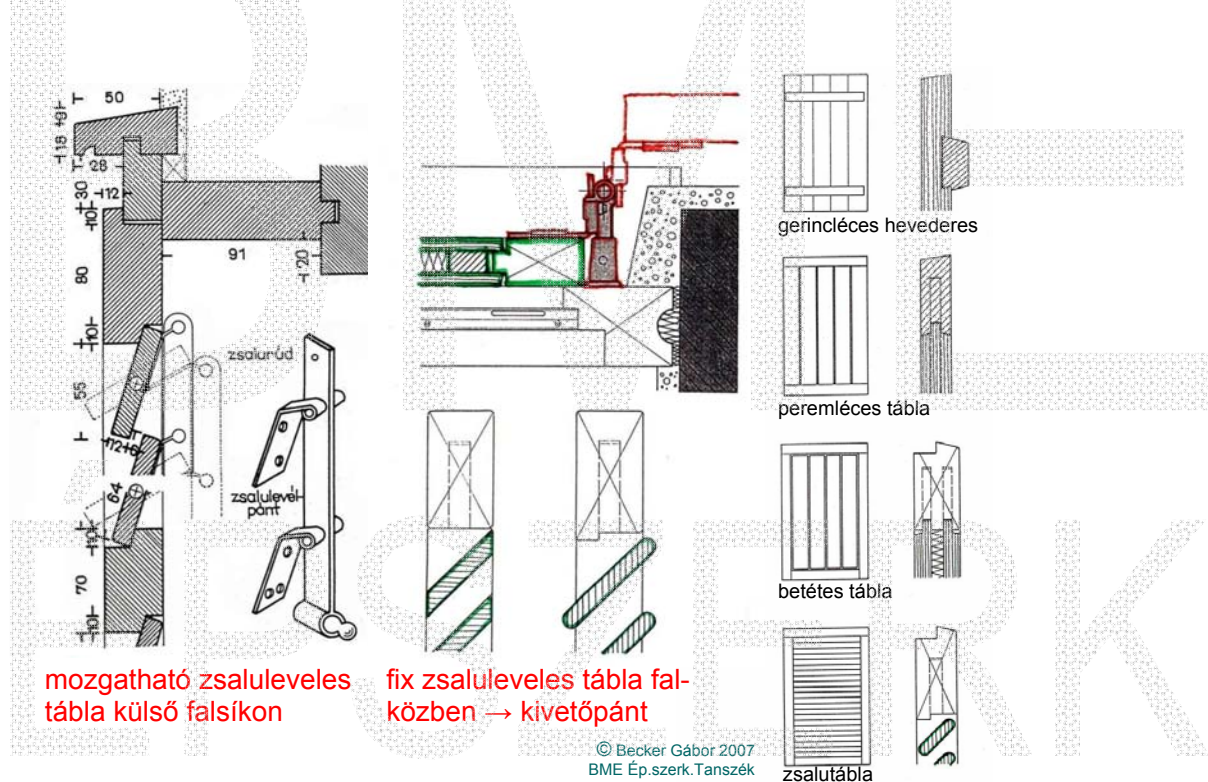 50
18
9
28
30
12
10
91
20
80
10
zsalurúd
55
12
6
zsalulevél-
pánt
64
70
10
gerincléces hevederes
peremléces tábla
betétes tábla
zsalutábla
mozgatható zsaluleveles
tábla külső falsíkon
fix zsaluleveles tábla fal-
közben → kivetőpánt
© Becker Gábor 2007
BME Ép.szerk.Tanszék